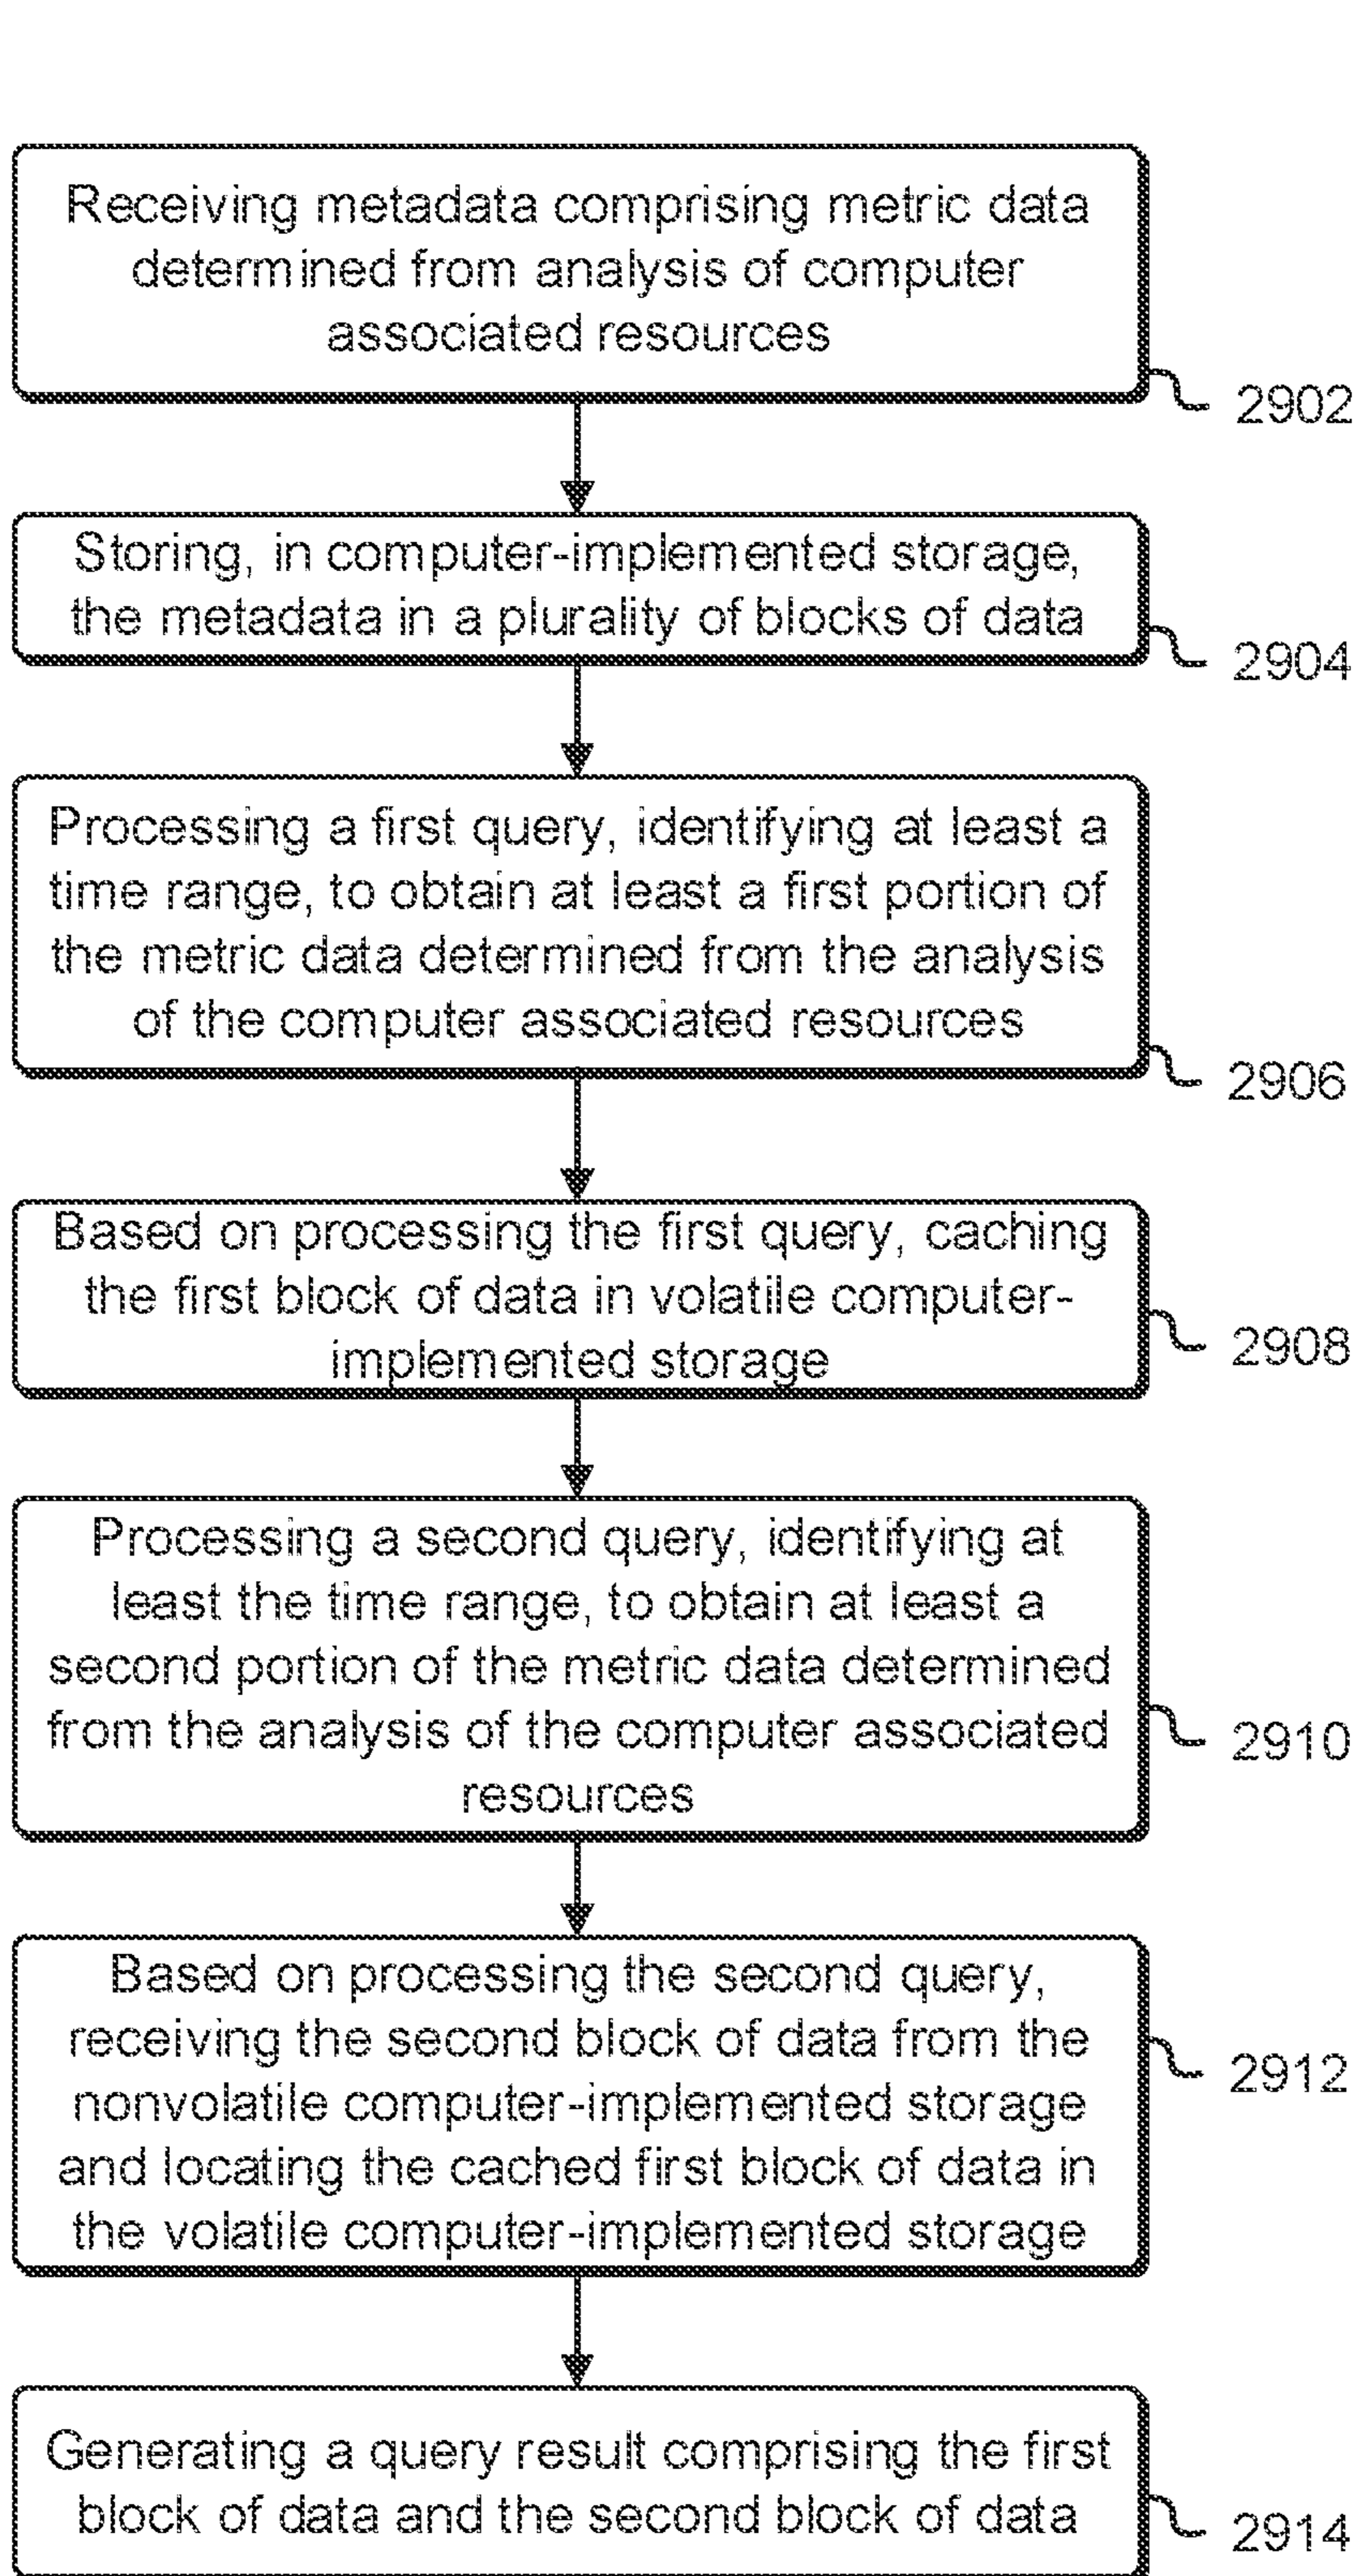 Receiving metadata comprising metric data
determined from analysis of computer
associated resources
2902
Storing, in computer-implemented storage,
the metadata in a plurality of blocks of data
2904
Processing a first query, identifying at least a
time range, to obtain at least a first portion of
the metric data determined from the analysis
of the computer associated resources
2906
Based on processing the first query, caching
the first block of data in volatile computer-
implemented storage
2908
Processing a second query, identifying at
least the time range, to obtain at least a
second portion of the metric data determined
from the analysis of the computer associated
resources
2910
Based on processing the second query,
receiving the second block of data from the
nonvolatile computer-implemented storage
and locating the cached first block of data in
the volatile computer-implemented storage
2912
Generating a query result comprising the first
block of data and the second block of data
2914